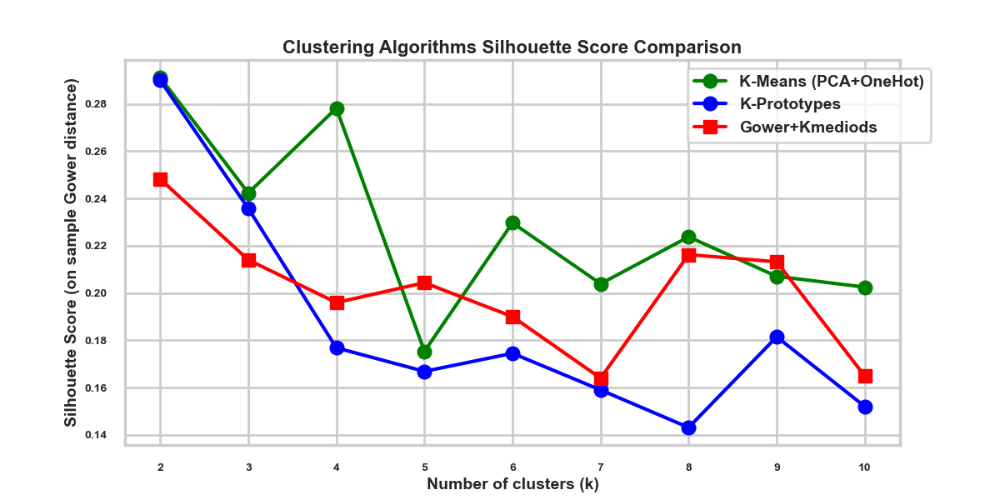 Clustering Algorithms Silhouette Score Comparison
K-Means (PCA+OneHot)
K-Prototypes
Gower+Kmediods
Silhouette Score (on sample Gower distance)
0.28
0.26
0.24
0.22
0.20
0.18
0.16
0.14
2 3 4 5 6 7 8 9 10
Number of clusters (k)